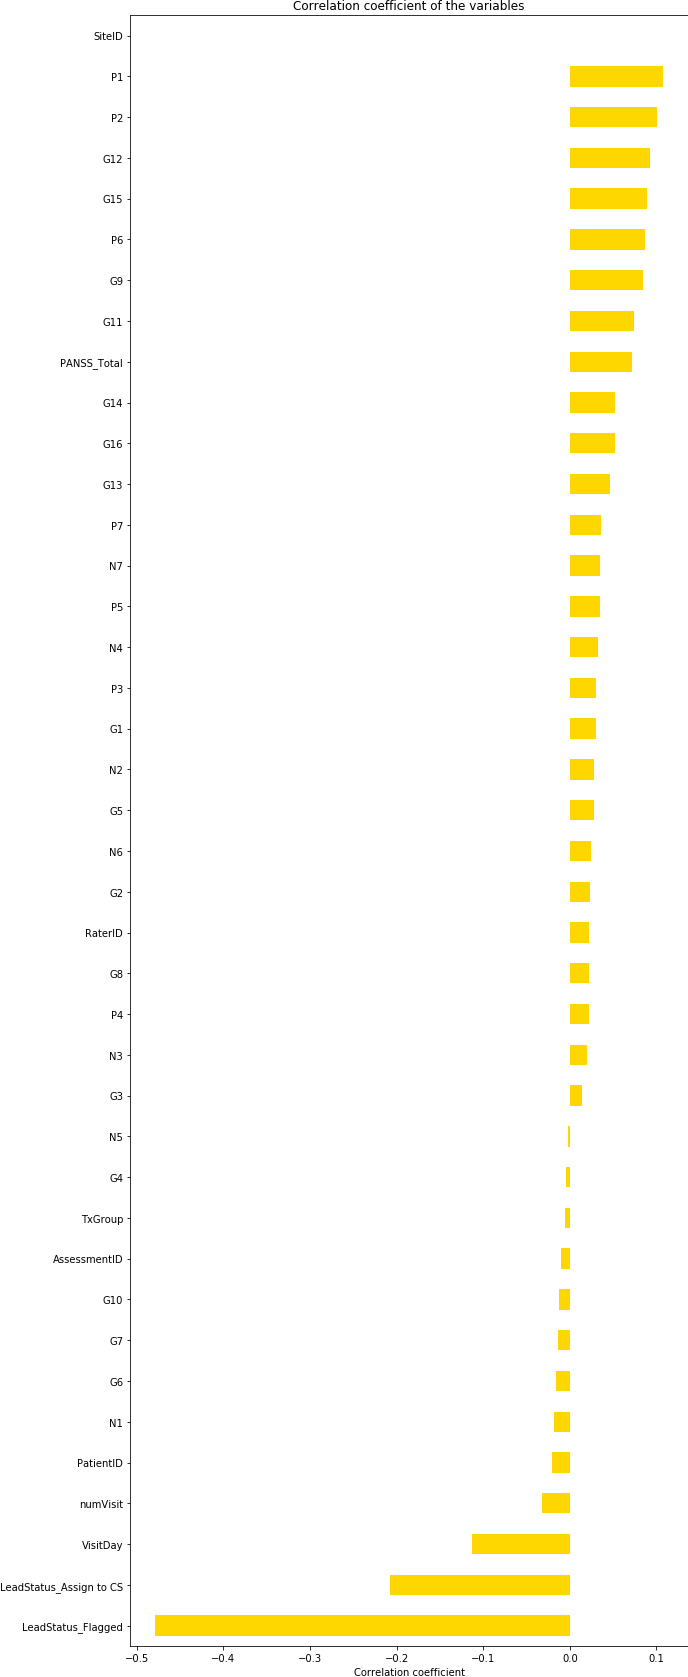 Correlation coefficient of the variables
SiteID
P1
P2
G12
G15
P6
G9
G11
PANSS_Total
G14
G16
G13
P7
N7
P5
N4
P3
G1
N2
G5
N6
G2
RaterID
G8
P4
N3
G3
N5
G4
TxGroup
AssessmentID
G10
G7
G6
N1
PatientID
numVisit
VisitDay
LeadStatus_Assign to CS
LeadStatus_Flagged
−0.5 −0.4 −0.3 −0.2 −0.1 0.0 0.1
Correlation coefficient